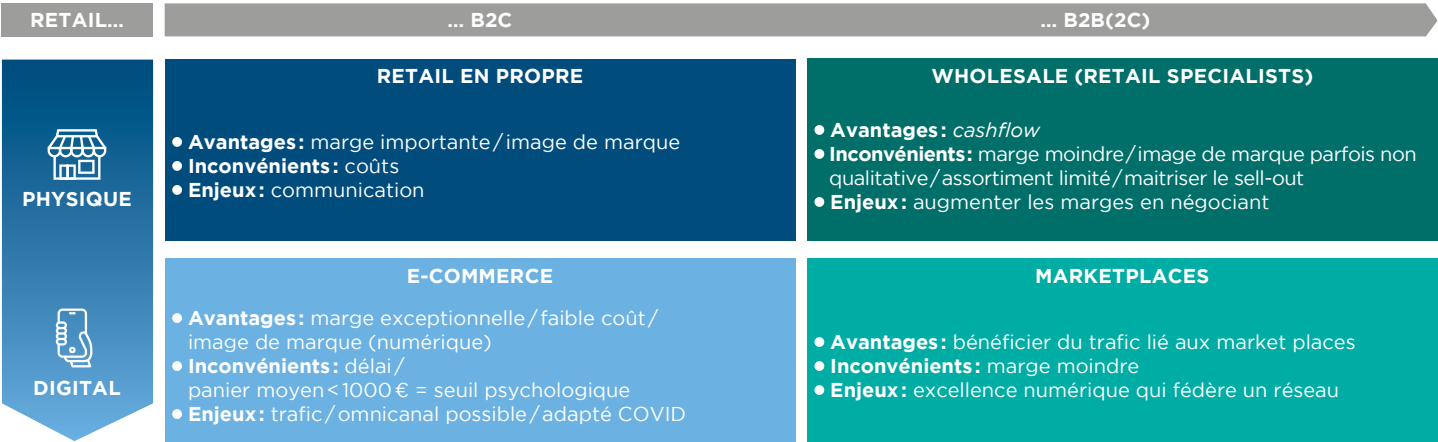 RETAIL...
... B2C
... B2B(2C)
PHYSIQUE
RETAIL EN PROPRE
• Avantages : marge importante / image de marque
• Inconvénients : coûts
• Enjeux : communication
WHOLESALE (RETAIL SPECIALISTS)
• Avantages : cashflow
• Inconvénients : marge moindre / image de marque parfois non
qualitative / assortiment limité / maitriser le sell-out
• Enjeux : augmenter les marges en négociant
DIGITAL
E-COMMERCE
• Avantages : marge exceptionnelle / faible coût /
image de marque (numérique)
• Inconvénients : délai /
panier moyen < 1000 € = seuil psychologique
• Enjeux : trafic / omnicanal possible / adapté COVID
MARKETPLACES
• Avantages : bénéficier du trafic lié aux market places
• Inconvénients : marge moindre
• Enjeux : excellence numérique qui fédère un réseau